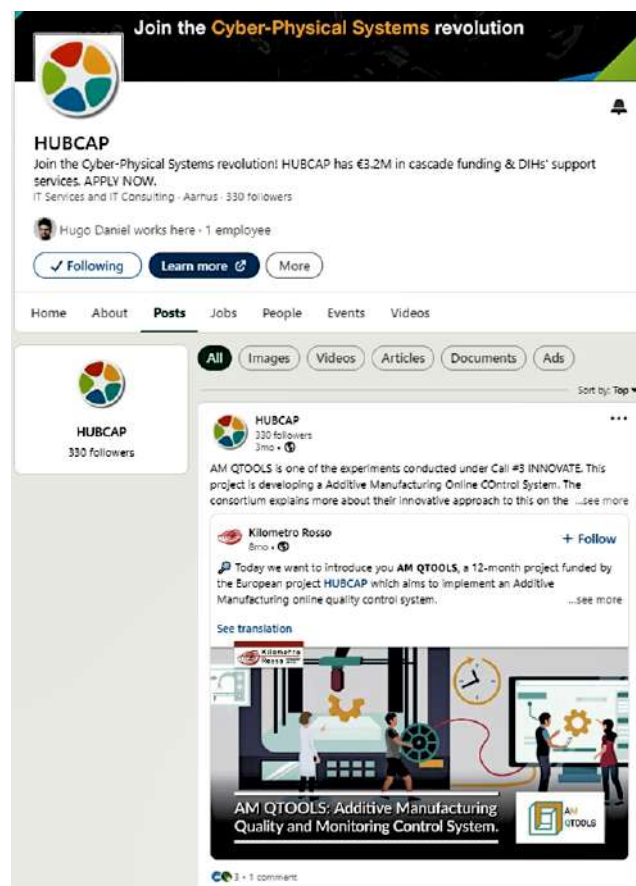 Join the Cyber-Physical Systems revolution
HUBCAP
Join the Cyber-Physical Systems revolution! HUBCAP has €3.2M in cascade funding & DIHs' support
services. APPLY NOW.
IT Services and IT Consulting · Aarhus · 330 followers
Hugo Daniel works here · 1 employee
✓ Following
Learn more
More
Home About Posts Jobs People Events Videos
All Images Videos Articles Documents Ads
Sort by: Top
HUBCAP
330 followers
HUBCAP
330 followers
3mo •
AM QTOOLS is one of the experiments conducted under Call #3 INNOVATE. This
project is developing a Additive Manufacturing Online COntrol System. The
consortium explains more about their innovative approach to this on the ...see more
Kilometro Rosso
8mo •
+ Follow
Today we want to introduce you AM QTOOLS, a 12-month project funded by
the European project HUBCAP which aims to implement an Additive
Manufacturing online quality control system. ...see more
See translation
Kilometro
Rosso
AM QTOOLS: Additive Manufacturing
Quality and Monitoring Control System.
AM
QTOOLS
3 · 1 comment